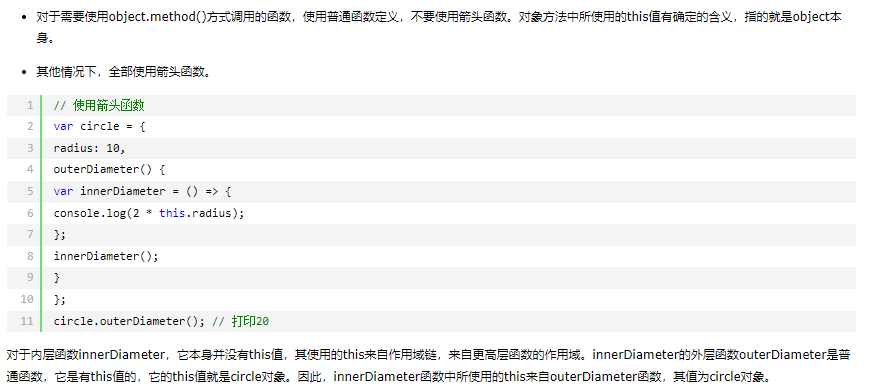 对于需要使用object.method()方式调用的函数，使用普通函数定义，不要使用箭头函数。对象方法中所使用的this值有确定的含义，指的就是object本
身。
其他情况下，全部使用箭头函数。
1 // 使用箭头函数
2 var circle = {
3 radius: 10,
4 outerDiameter() {
5 var innerDiameter = () => {
6 console.log(2 * this.radius);
7 };
8 innerDiameter();
9 }
10 };
11 circle.outerDiameter(); // 打印20
对于内层函数innerDiameter，它本身并没有this值，其使用的this来自作用域链，来自更高层函数的作用域。innerDiameter的外层函数outerDiameter是普
通函数，它是有this值的，它的this值就是circle对象。因此，innerDiameter函数中所使用的this来自outerDiameter函数，其值为circle对象。